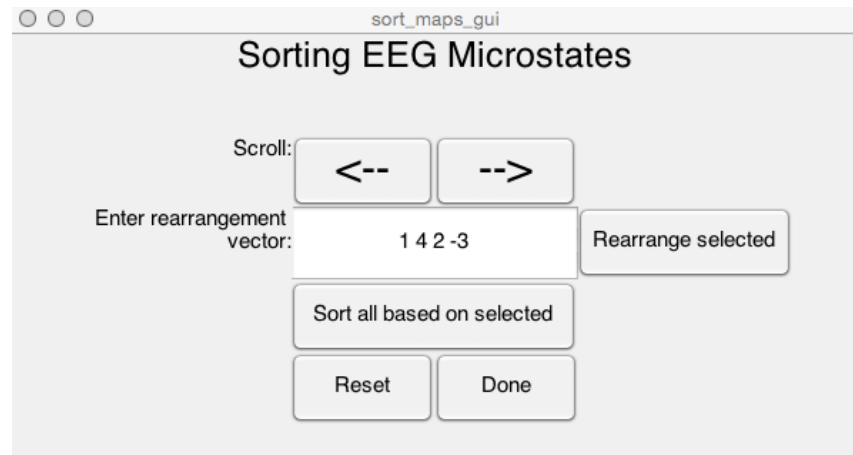 sort_maps_gui
Sorting EEG Microstates
Scroll:
<--
-->
Enter rearrangement
vector:
1 4 2 -3
Rearrange selected
Sort all based on selected
Reset
Done